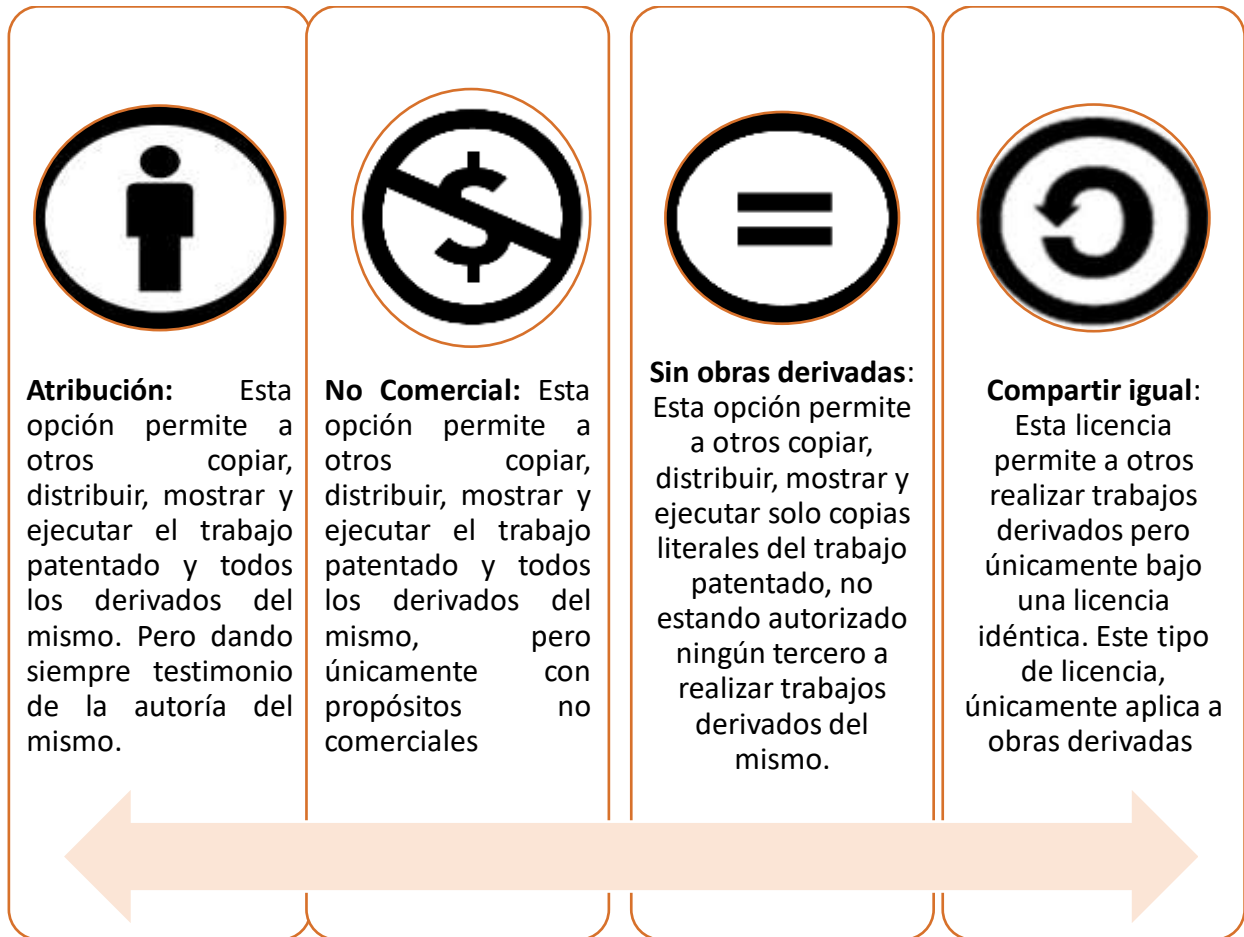 Atribución: Esta
opción permite a
otros copiar,
distribuir, mostrar y
ejecutar el trabajo
patentado y todos
los derivados del
mismo. Pero dando
siempre testimonio
de la autoría del
mismo.
No Comercial: Esta
opción permite a
otros copiar,
distribuir, mostrar y
ejecutar el trabajo
patentado y todos
los derivados del
mismo, pero
únicamente con
propósitos no
comerciales
Sin obras derivadas:
Esta opción permite
a otros copiar,
distribuir, mostrar y
ejecutar solo copias
literales del trabajo
patentado, no
estando autorizado
ningún tercero a
realizar trabajos
derivados del
mismo.
Compartir igual:
Esta licencia
permite a otros
realizar trabajos
derivados pero
únicamente bajo
una licencia
idéntica. Este tipo
de licencia,
únicamente aplica a
obras derivadas